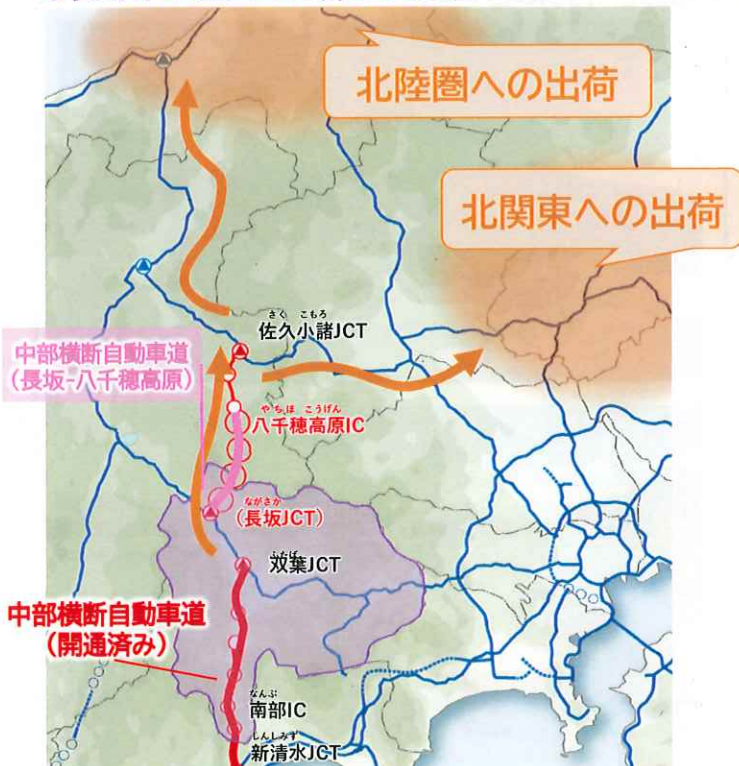 北陸圏への出荷
北関東への出荷
さく こもろ
佐久小諸JCT
中部横断自動車道
(長坂-八千穂高原)
やちほ こうげん
八千穂高原IC
ながさか
(長坂JCT)
ふたば
双葉JCT
中部横断自動車道
(開通済み)
なんぶ
南部IC
しんしみず
新清水JCT